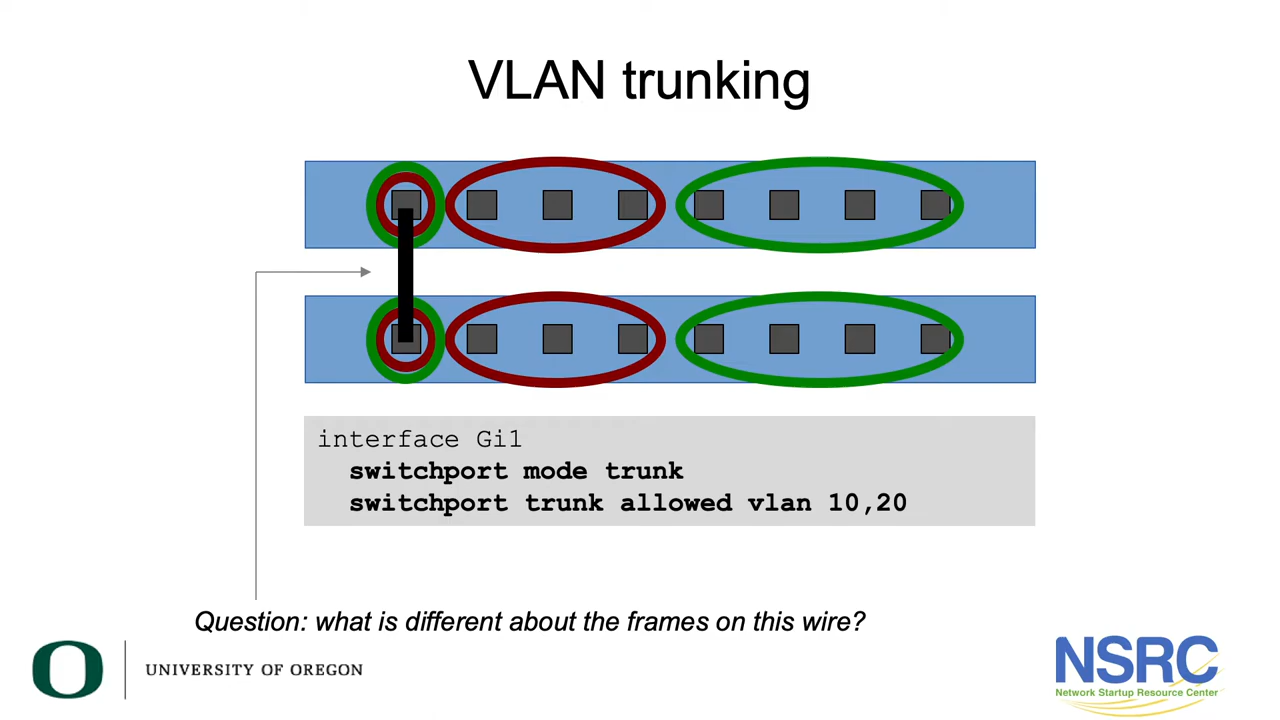 VLAN trunking
interface Gi1
switchport mode trunk
switchport trunk allowed vlan 10,20
Question: what is different about the frames on this wire?
O
UNIVERSITY OF OREGON
NSRC
Network Startup Resource Center